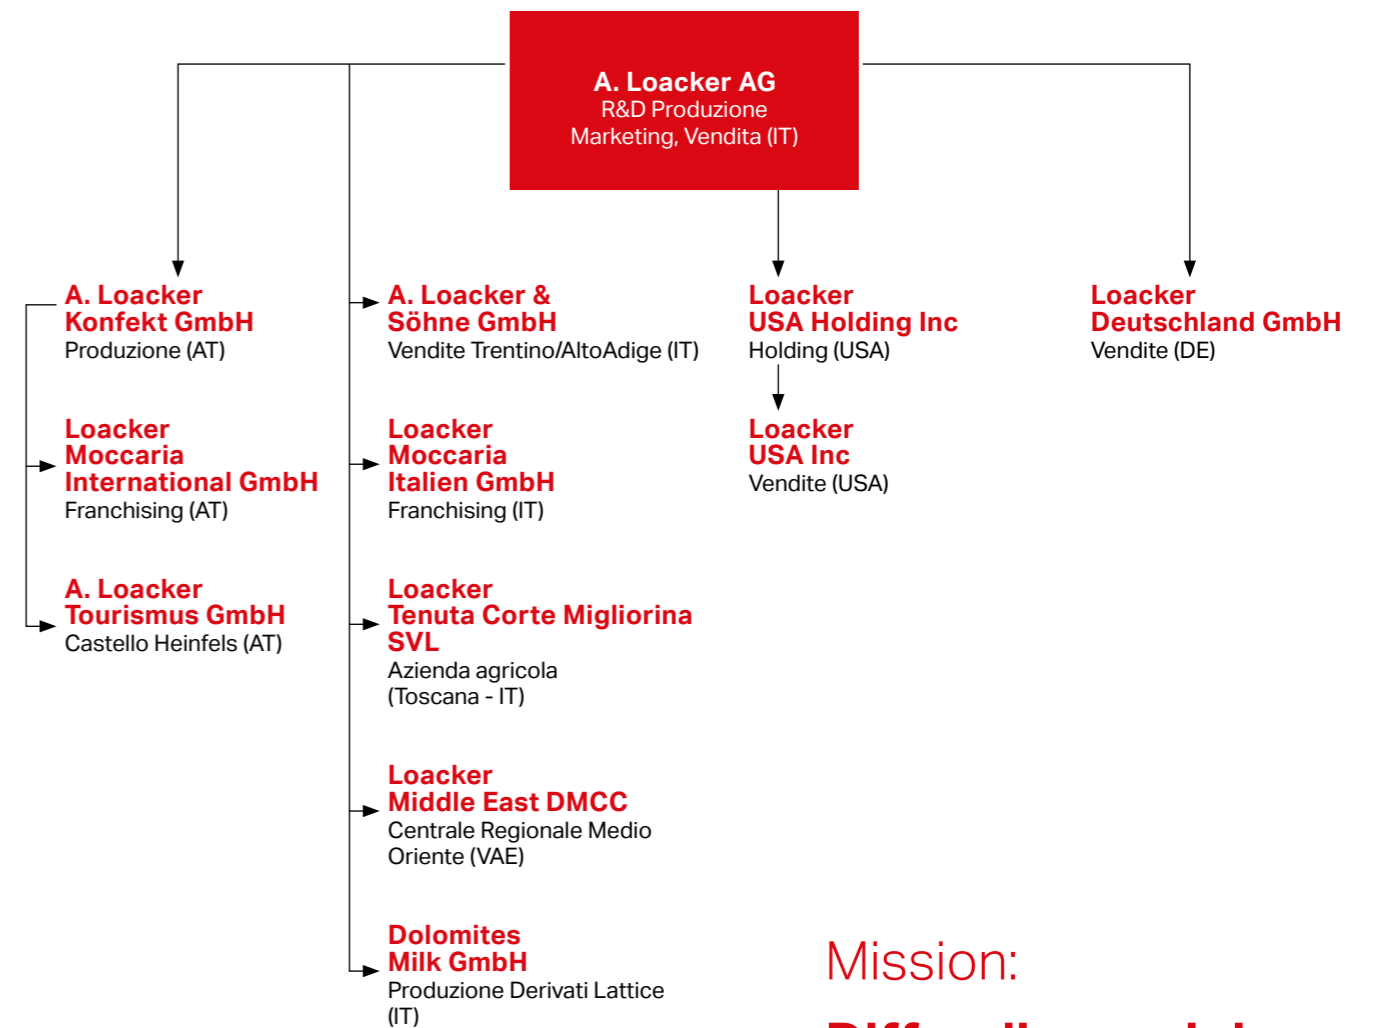 A. Loacker AG
R&D Produzione
Marketing, Vendita (IT)
A. Loacker
Konfekt GmbH
Produzione (AT)
Loacker
Moccaria
International GmbH
Franchising (AT)
A. Loacker
Tourismus GmbH
Castello Heinfels (AT)
A. Loacker &
Söhne GmbH
Vendite Trentino/AltoAdige (IT)
Loacker
Moccaria
Italien GmbH
Franchising (IT)
Loacker
Tenuta Corte Migliorina
SVL
Azienda agricola
(Toscana - IT)
Loacker
Middle East DMCC
Centrale Regionale Medio
Oriente (VAE)
Dolomites
Milk GmbH
Produzione Derivati Lattice
(IT)
Loacker
USA Holding Inc
Holding (USA)
Loacker
USA Inc
Vendite (USA)
Loacker
Deutschland GmbH
Vendite (DE)
Mission: